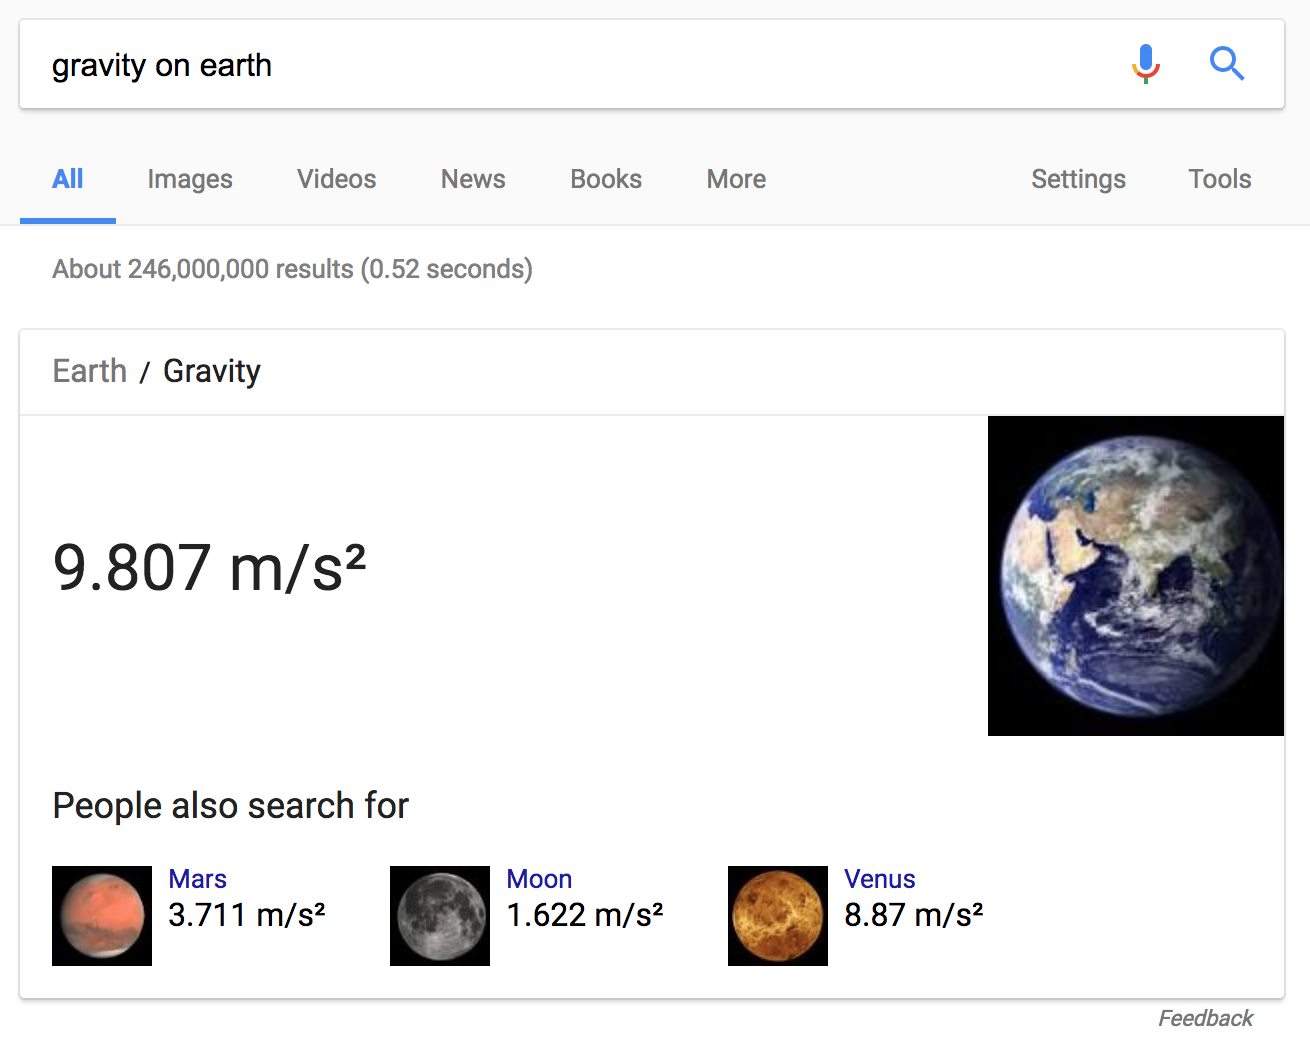 gravity on earth
All Images Videos News Books More Settings Tools
About 246,000,000 results (0.52 seconds)
Earth / Gravity
9.807 m/s²
People also search for
Mars
3.711 m/s²
Moon
1.622 m/s²
Venus
8.87 m/s²
Feedback